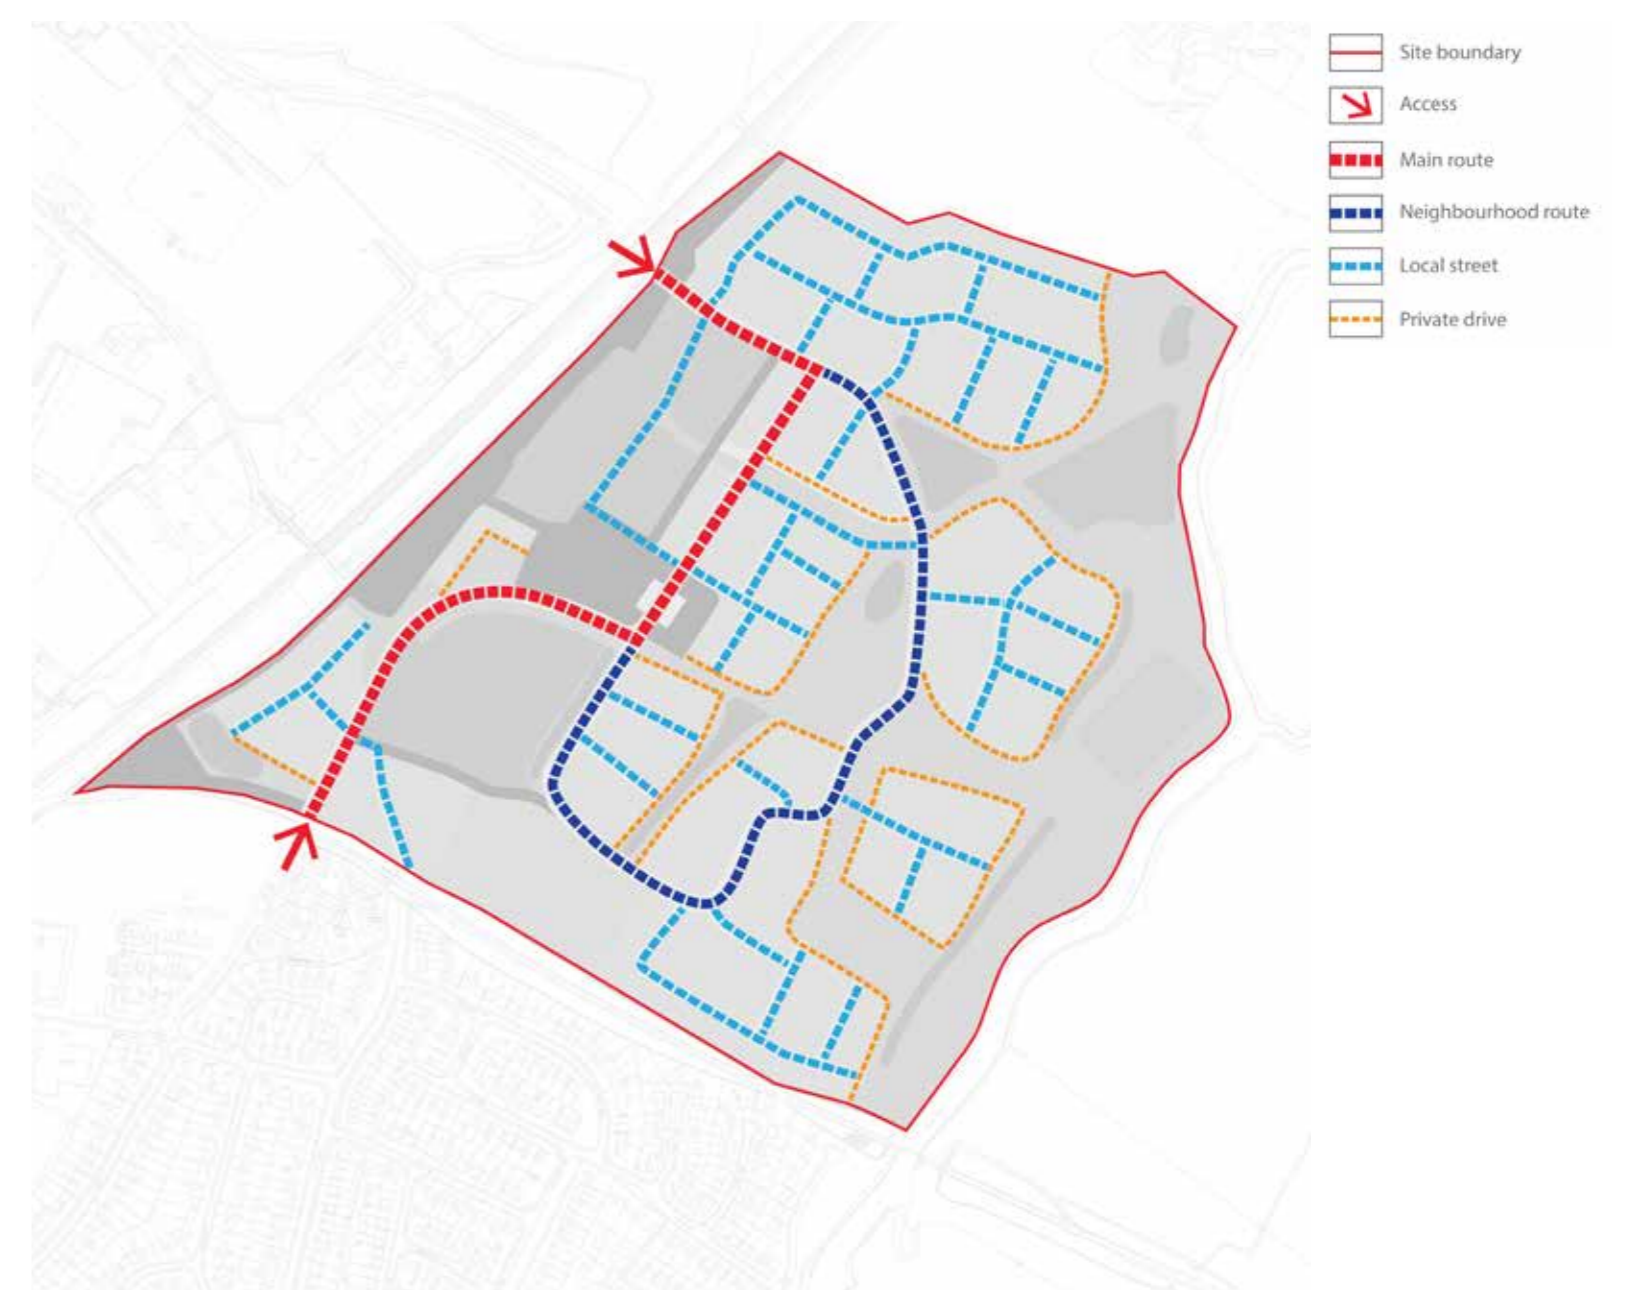 Site boundary
Access
Main route
Neighbourhood route
Local street
Private drive